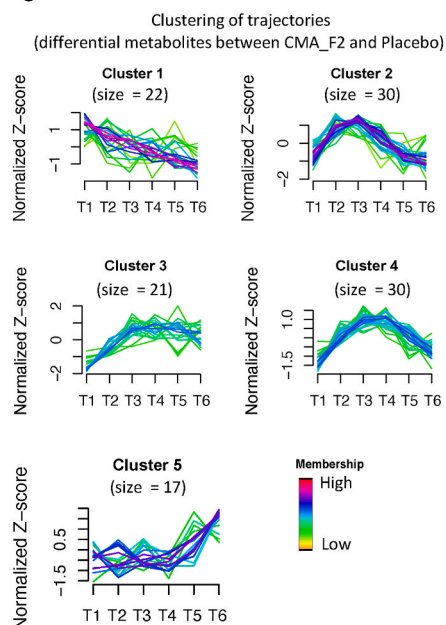 Clustering of trajectories
(differential metabolites between CMA_F2 and Placebo)
Cluster 1
(size = 22)
Normalized Z-score
1
-1
T1 T2 T3 T4 T5 T6
Cluster 2
(size = 30)
Normalized Z-score
0
-2
T1 T2 T3 T4 T5 T6
Cluster 3
(size = 21)
Normalized Z-score
2
0
-2
T1 T2 T3 T4 T5 T6
Cluster 4
(size = 30)
Normalized Z-score
1.0
-1.5
T1 T2 T3 T4 T5 T6
Cluster 5
(size = 17)
Normalized Z-score
0.5
-1.5
T1 T2 T3 T4 T5 T6
Membership
High
Low